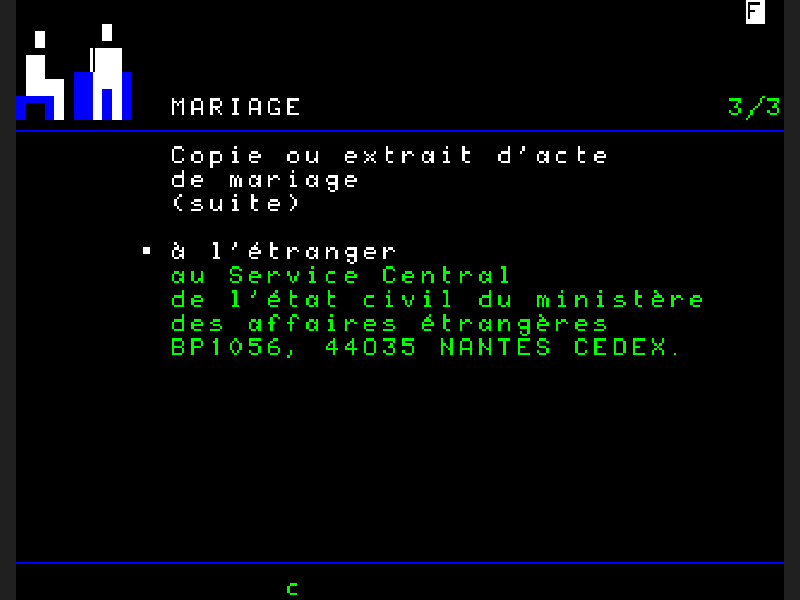 F
MARIAGE 3/3
Copie ou extrait d'acte
de mariage
(suite)
▪ à l'étranger
au Service Central
de l'état civil du ministère
des affaires étrangères
BP1056, 44035 NANTES CEDEX.
c